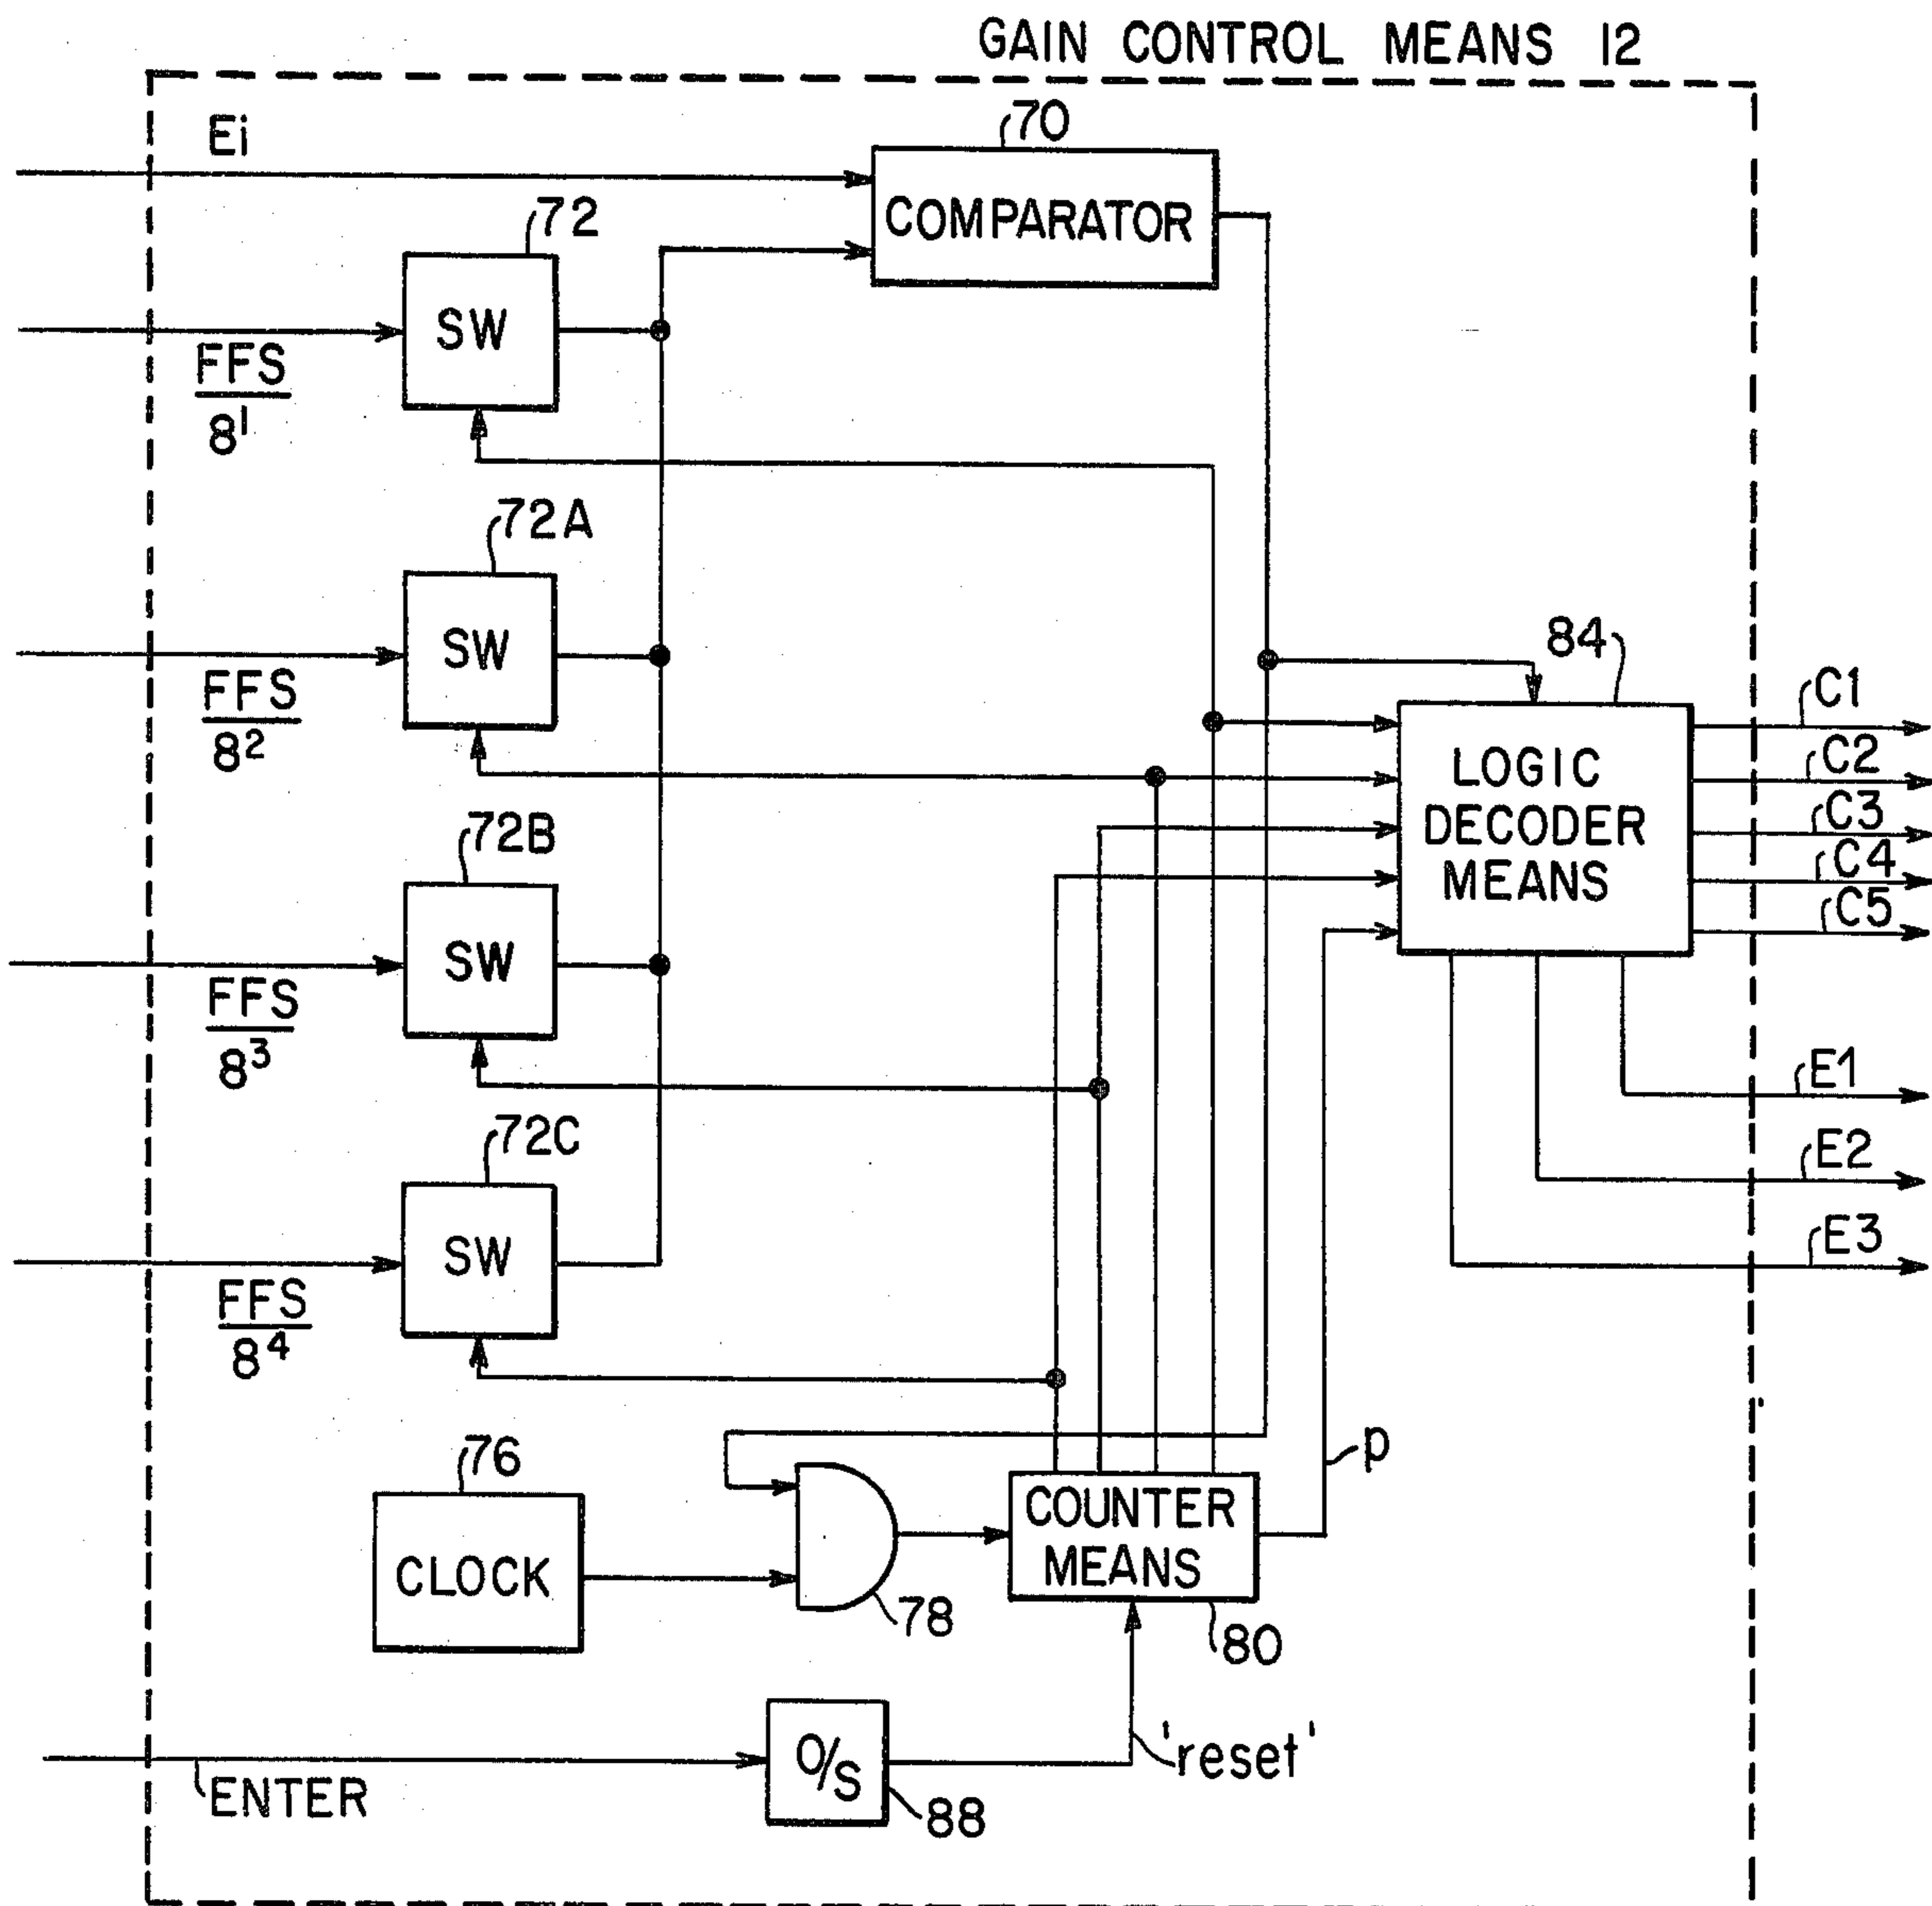 GAIN CONTROL MEANS 12
Ei
70
COMPARATOR
72
SW
FFS
8¹
72A
SW
FFS
8²
84
LOGIC
DECODER
MEANS
C1
C2
C3
C4
C5
72B
SW
FFS
8³
E1
E2
E3
72C
SW
FFS
8⁴
76
CLOCK
78
COUNTER
MEANS
80
p
O/S
88
'reset'
ENTER